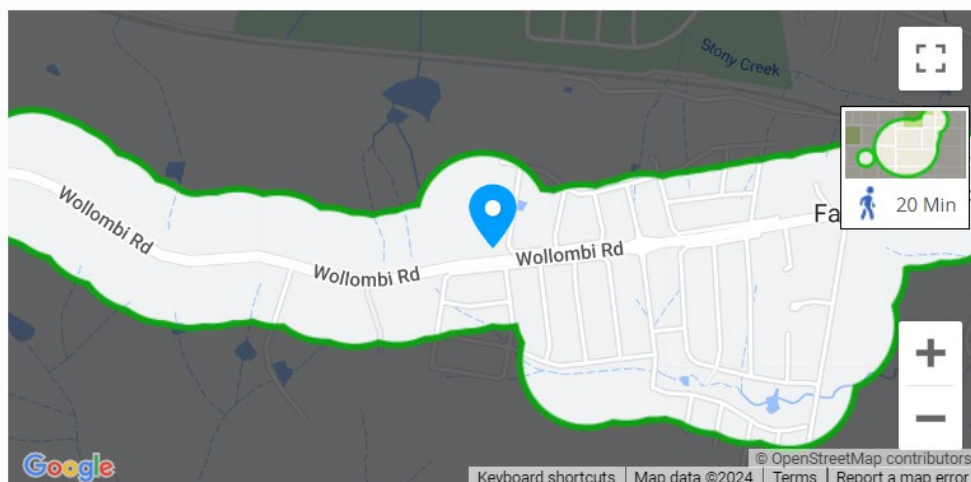 Stony Creek
20 Min
Fa
Wollombi Rd
Wollombi Rd
Wollombi Rd
+
−
Google
© OpenStreetMap contributors
Keyboard shortcuts
Map data ©2024
Terms
Report a map error